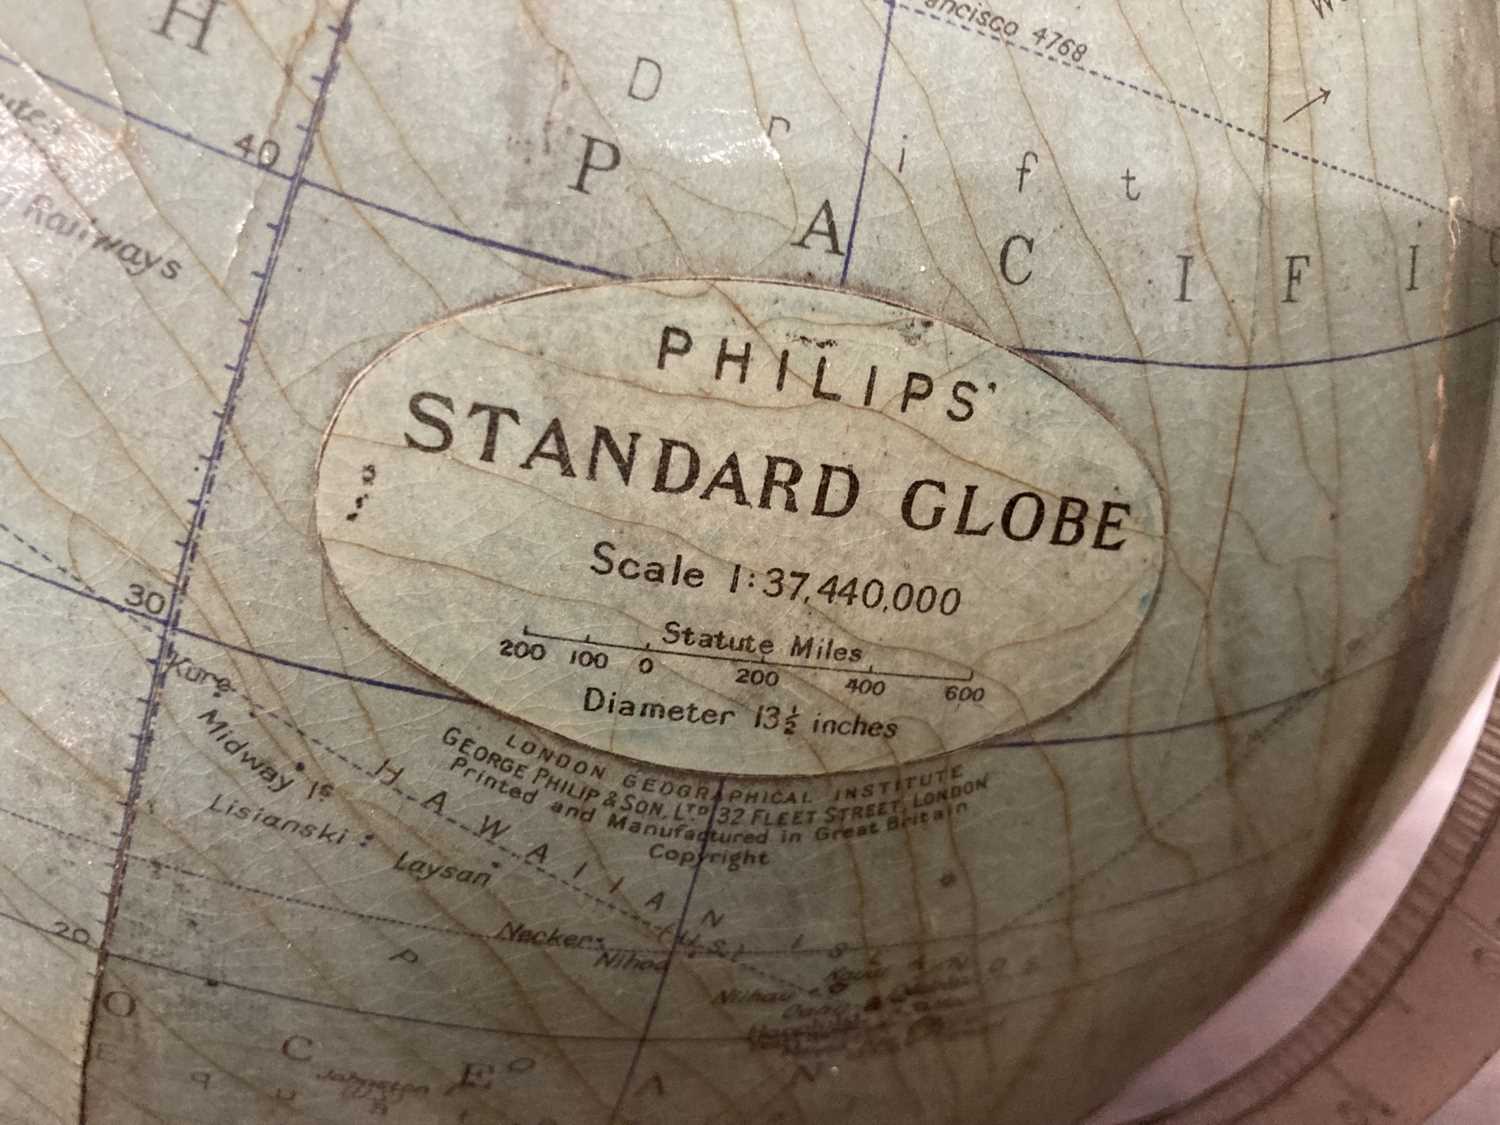 ancisco 4768
H
D r i f t
40
P A C I F I
Railways
PHILIPS'
STANDARD GLOBE
Scale 1:37,440,000
Statute Miles
200 100 0 200 400 600
Diameter 13½ inches
30
Kure
Midway Is
LONDON GEOGRAPHICAL INSTITUTE
GEORGE PHILIP & SON, LTD 32 FLEET STREET, LONDON
Printed and Manufactured in Great Britain
Copyright
Lisianski
Laysan
HAWAIIAN
(U.S.)
I S L A N D S
Necker
Nihoa
Niihau
20
P
O C E A N